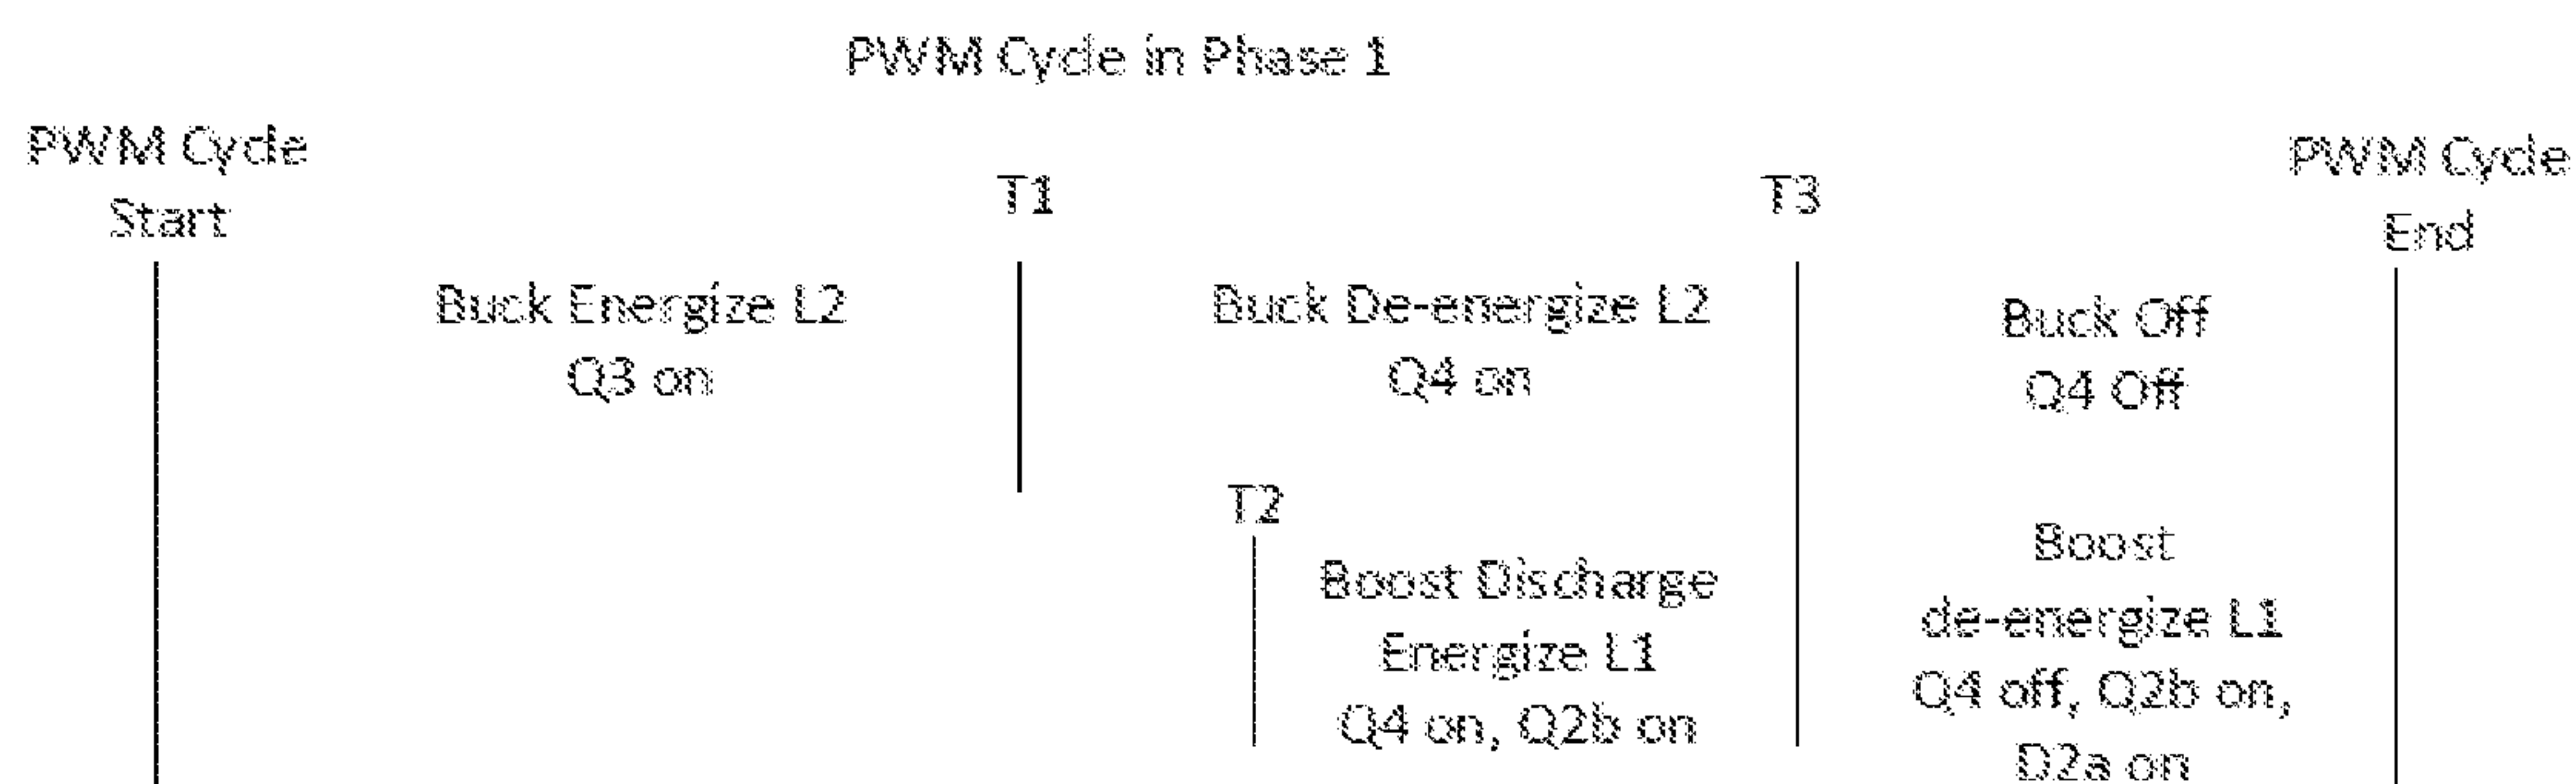 PWM Cycle in Phase 1
PWM Cycle
Start
T1
T3
PWM Cycle
End
Buck Energize L2
Q3 on
Buck De-energize L2
Q4 on
Buck Off
Q4 Off
T2
Boost Discharge
Energize L1
Q4 on, Q2b on
Boost
de-energize L1
Q4 off, Q2b on,
D2a on